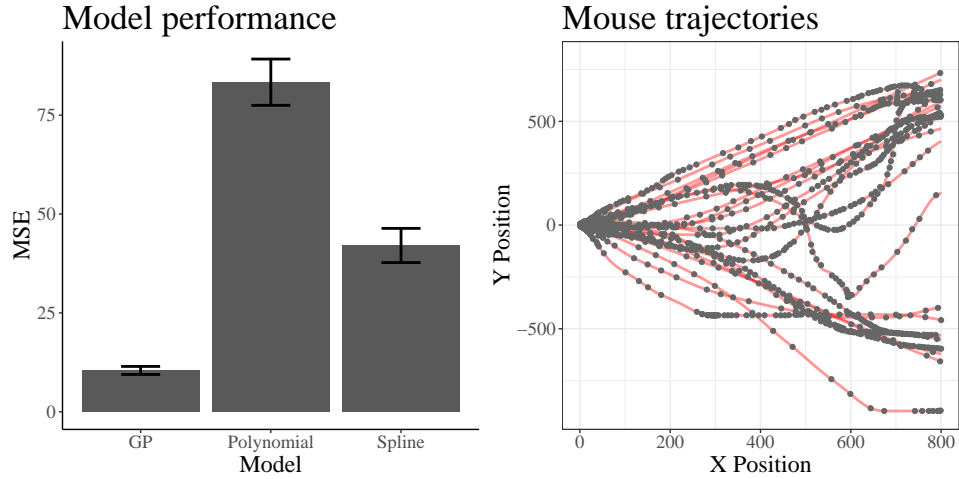 Model performance
MSE
75
50
25
0
GP Polynomial Spline
Model
Mouse trajectories
Y Position
500
0
−500
0 200 400 600 800
X Position